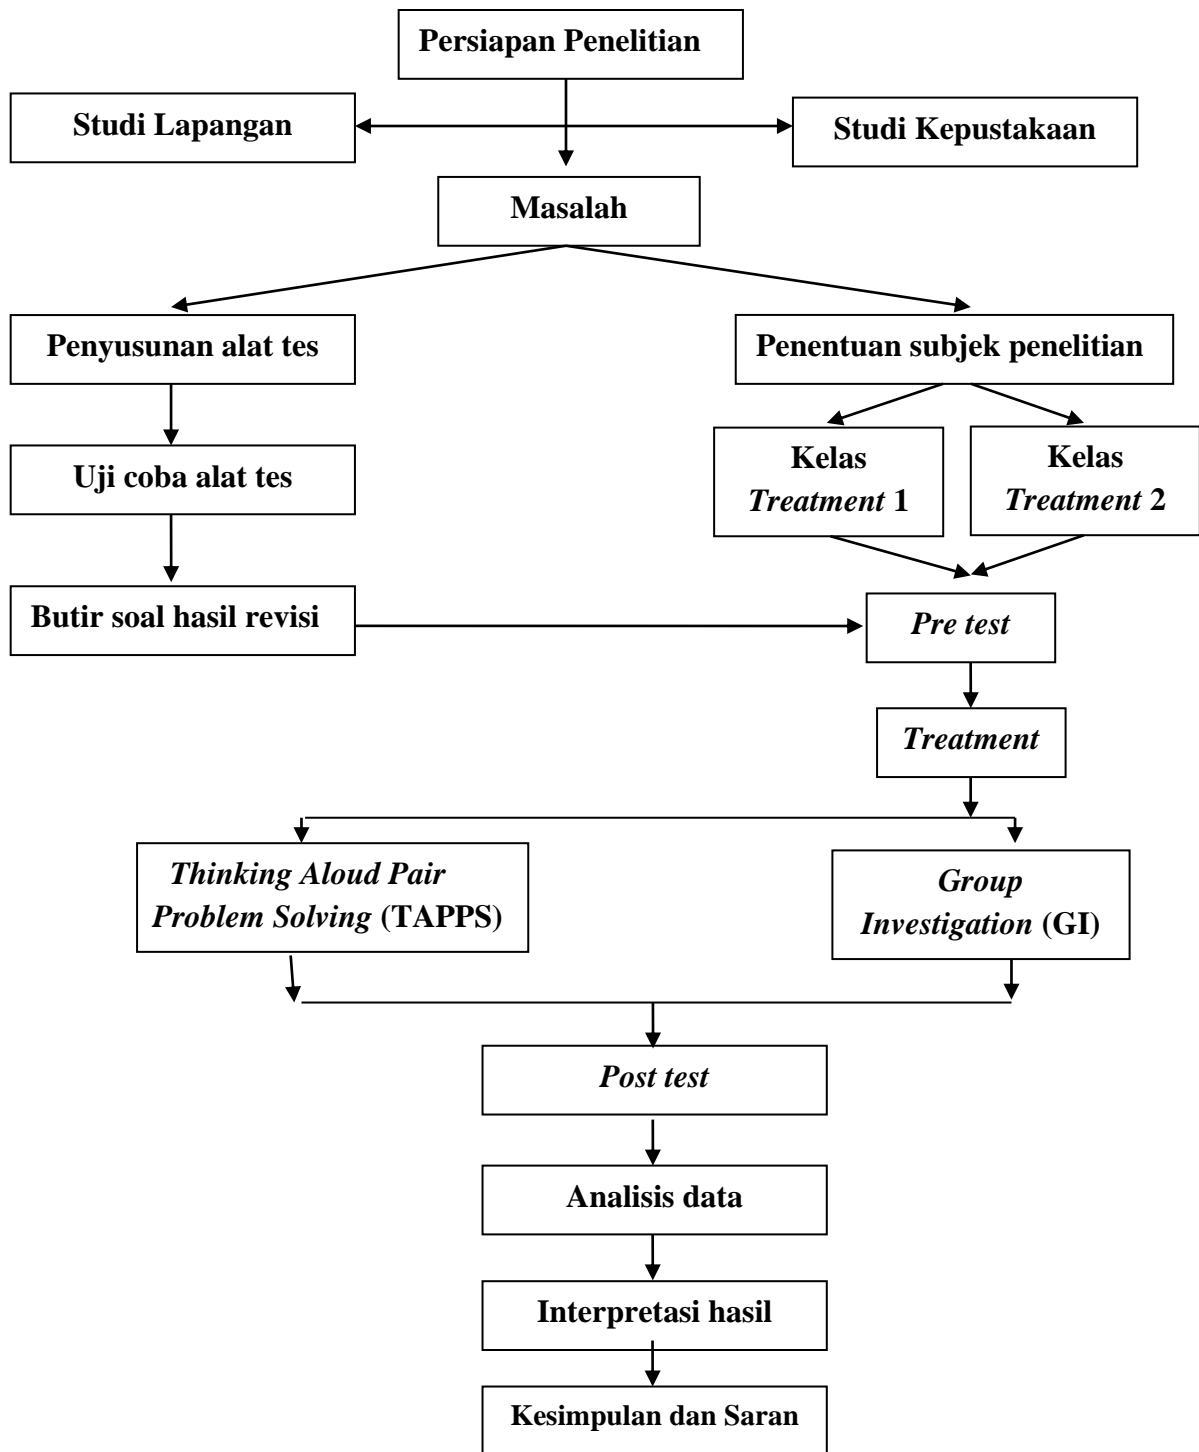 Persiapan Penelitian
Studi Lapangan
Studi Kepustakaan
Masalah
Penyusunan alat tes
Penentuan subjek penelitian
Uji coba alat tes
Kelas
Treatment 1
Kelas
Treatment 2
Butir soal hasil revisi
Pre test
Treatment
Thinking Aloud Pair
Problem Solving (TAPPS)
Group
Investigation (GI)
Post test
Analisis data
Interpretasi hasil
Kesimpulan dan Saran